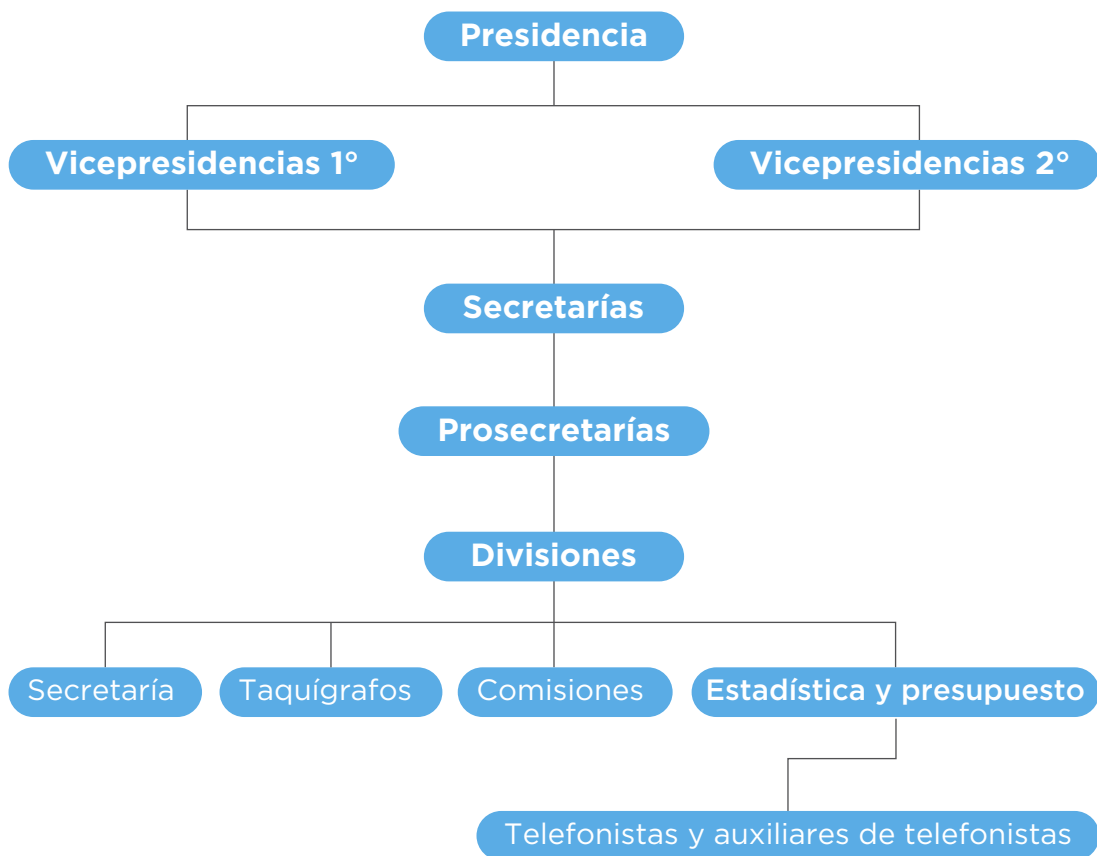 Presidencia
Vicepresidencias 1°
Vicepresidencias 2°
Secretarías
Prosecretarías
Divisiones
Secretaría
Taquígrafos
Comisiones
Estadística y presupuesto
Telefonistas y auxiliares de telefonistas